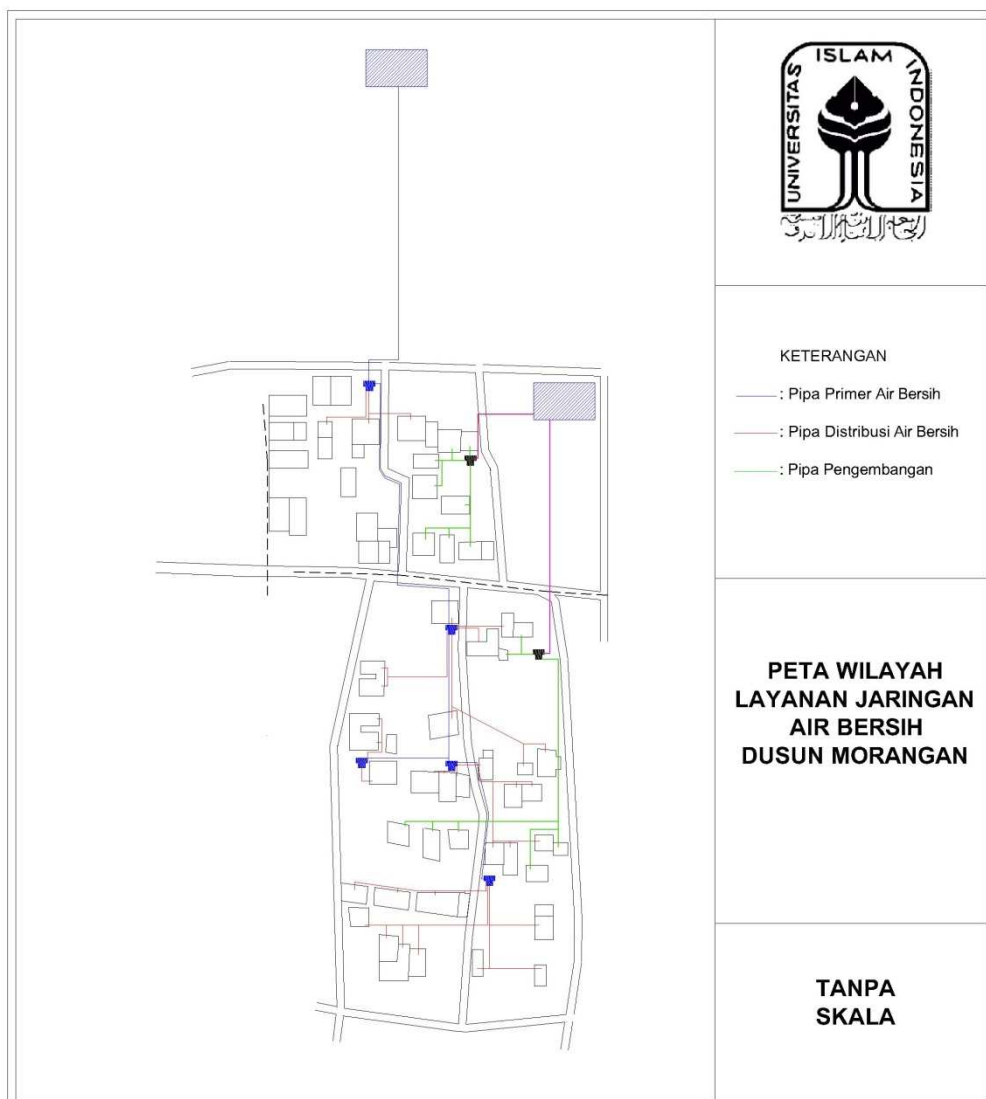 UNIVERSITAS
ISLAM
INDONESIA
KETERANGAN
: Pipa Primer Air Bersih
: Pipa Distribusi Air Bersih
: Pipa Pengembangan
PETA WILAYAH
LAYANAN JARINGAN
AIR BERSIH
DUSUN MORANGAN
TANPA
SKALA